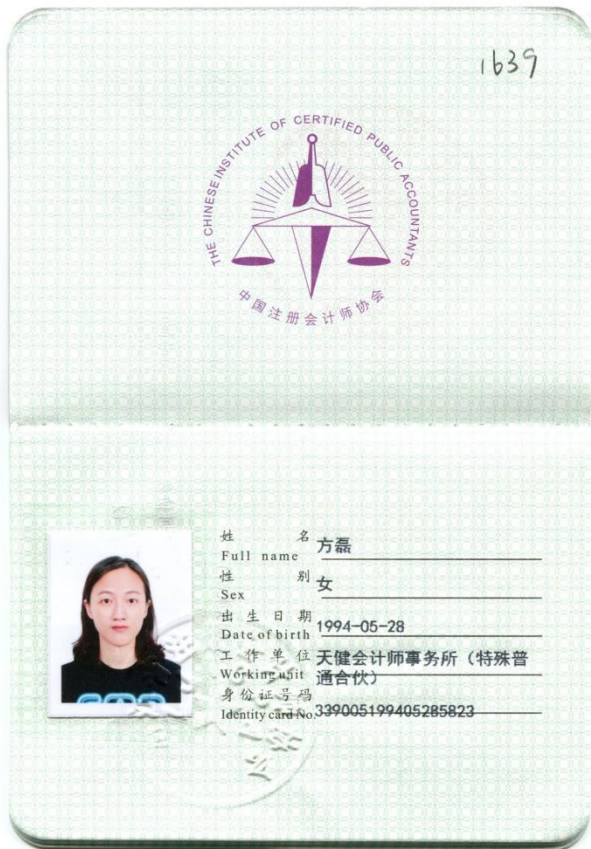 1639
THE CHINESE INSTITUTE OF CERTIFIED PUBLIC ACCOUNTANTS
中国注册会计师协会
姓 名 方磊
Full name
性 别 女
Sex
出生日期 1994-05-28
Date of birth
工作单位 天健会计师事务所（特殊普
Working unit 通合伙）
身份证号码
Identity card No. 339005199405285823